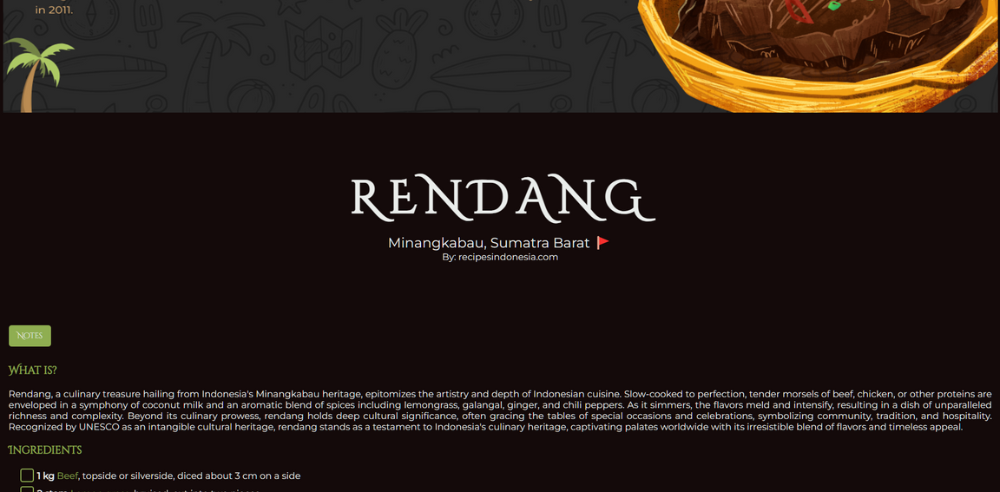 in 2011.
RENDANG
Minangkabau, Sumatra Barat
By: recipesindonesia.com
Notes
What is?
Rendang, a culinary treasure hailing from Indonesia's Minangkabau heritage, epitomizes the artistry and depth of Indonesian cuisine. Slow-cooked to perfection, tender morsels of beef, chicken, or other proteins are
enveloped in a symphony of coconut milk and an aromatic blend of spices including lemongrass, galangal, ginger, and chili peppers. As it simmers, the flavors meld and intensify, resulting in a dish of unparalleled
richness and complexity. Beyond its culinary prowess, rendang holds deep cultural significance, often gracing the tables of special occasions and celebrations, symbolizing community, tradition, and hospitality.
Recognized by UNESCO as an intangible cultural heritage, rendang stands as a testament to Indonesia's culinary heritage, captivating palates worldwide with its irresistible blend of flavors and timeless appeal.
Ingredients
1 kg Beef, topside or silverside, diced about 3 cm on a side